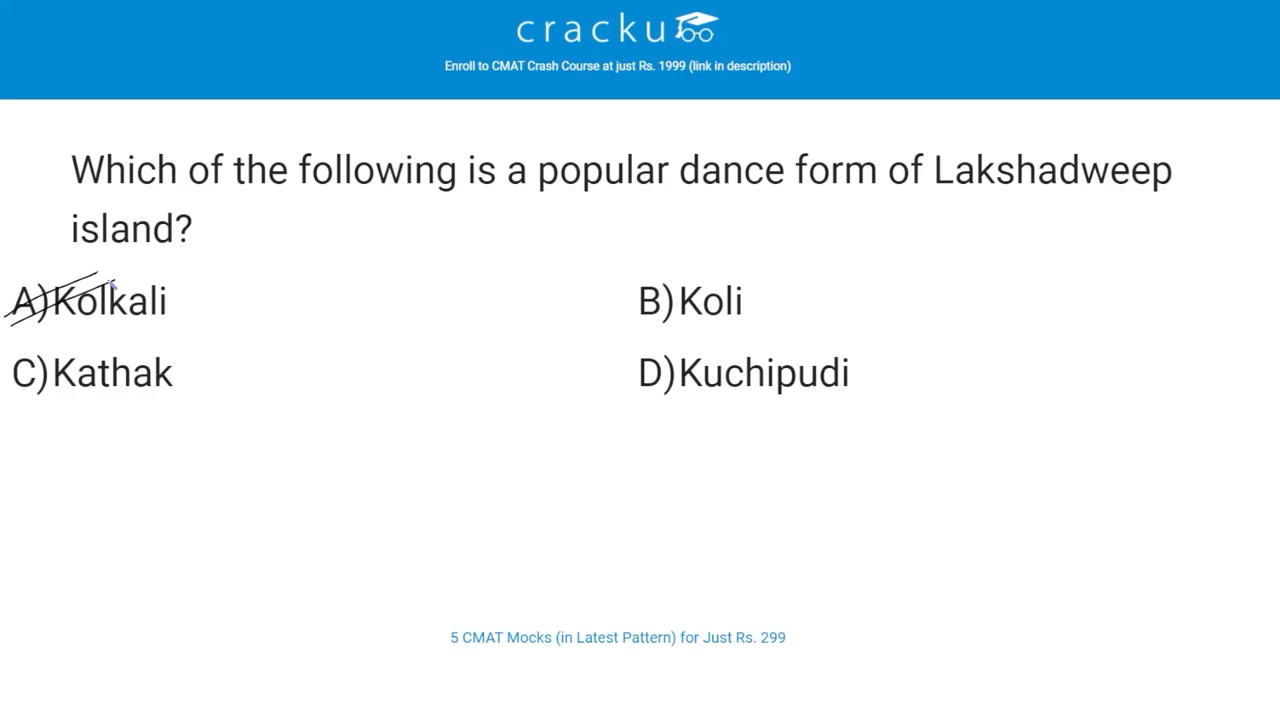 cracku
Enroll to CMAT Crash Course at just Rs. 1999 (link in description)
Which of the following is a popular dance form of Lakshadweep
island?
A)Kolkali
B)Koli
C)Kathak
D)Kuchipudi
5 CMAT Mocks (in Latest Pattern) for Just Rs. 299